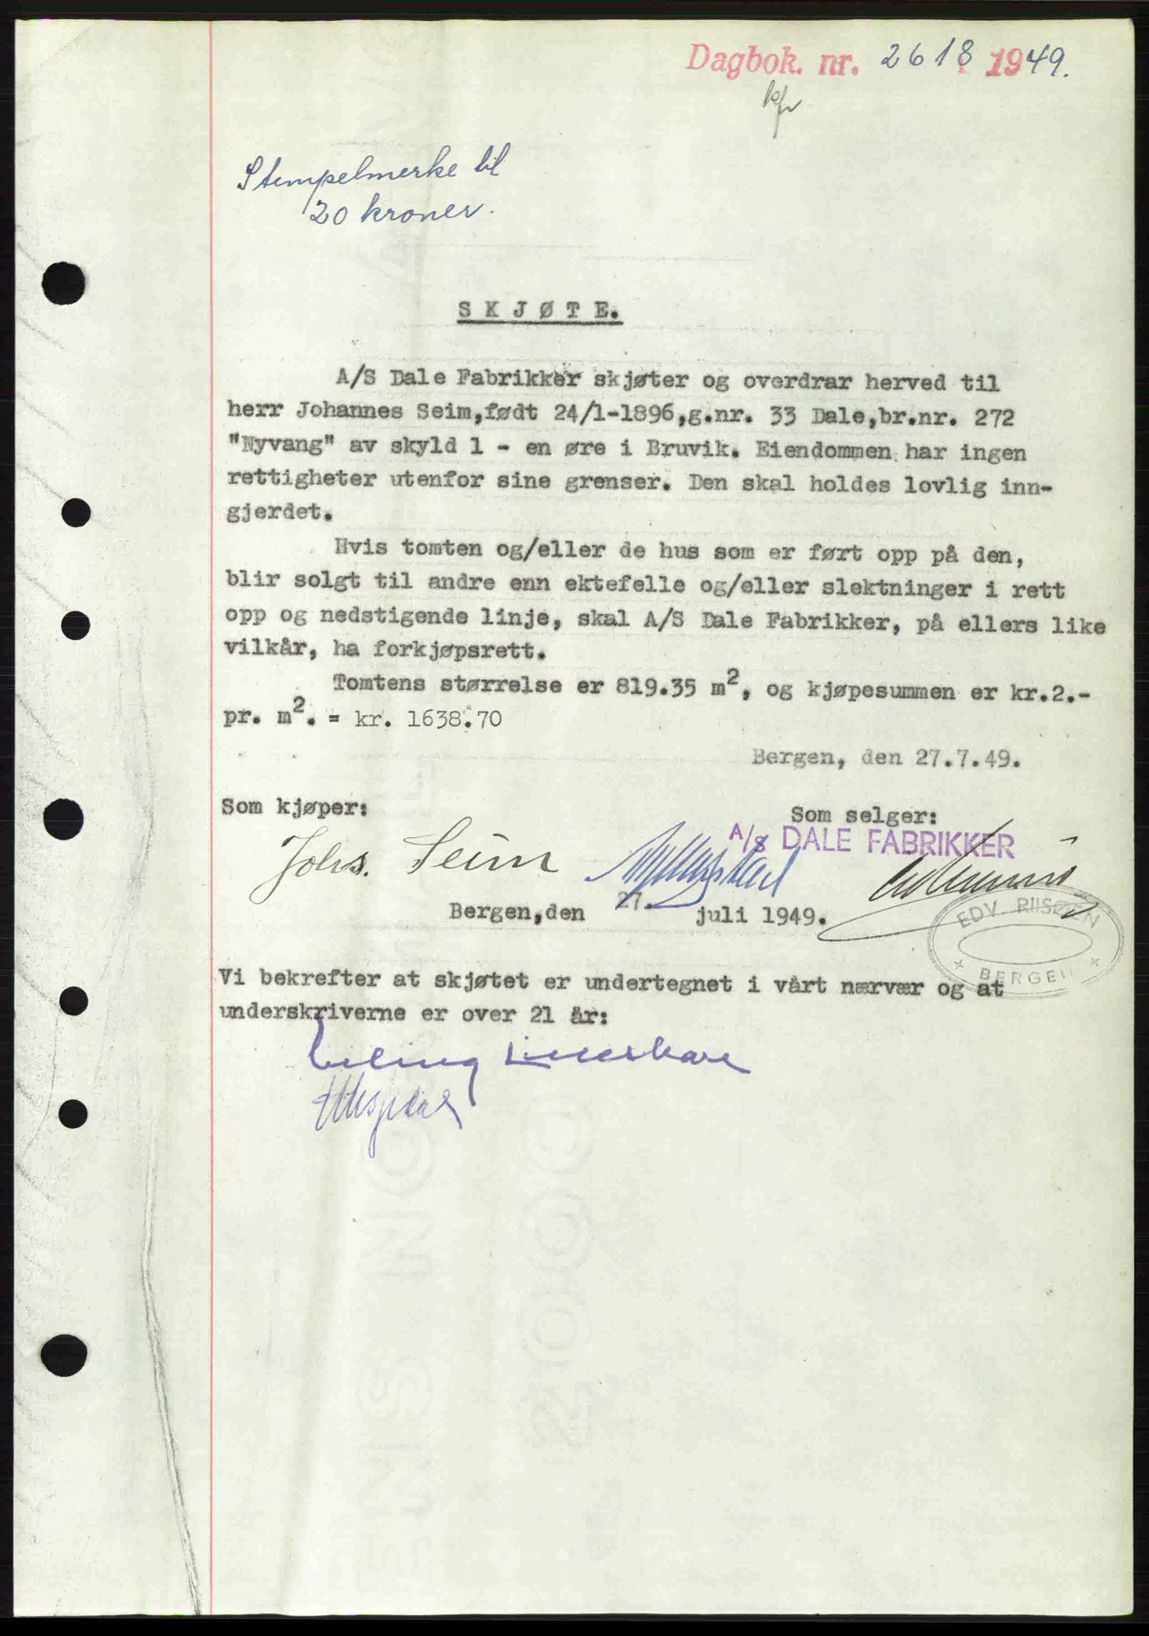 Dagbok. nr. 2618 1949.
Stempelmerke til
20 kroner.
SKJØTE.
A/S Dale Fabrikker skjøter og overdrar herved til
herr Johannes Seim,født 24/1-1896,g.nr. 33 Dale,br.nr. 272
"Nyvang" av skyld 1 - en øre i Bruvik. Eiendommen har ingen
rettigheter utenfor sine grenser. Den skal holdes lovlig inn-
gjerdet.
Hvis tomten og/eller de hus som er ført opp på den,
blir solgt til andre enn ektefelle og/eller slektninger i rett
opp og nedstigende linje, skal A/S Dale Fabrikker, på ellers like
vilkår, ha forkjøpsrett.
Tomtens størrelse er 819.35 m2, og kjøpesummen er kr.2.-
pr. m2. = kr. 1638.70
Bergen, den 27.7.49.
Som kjøper:
Som selger:
A/S DALE FABRIKKER
Johs. Seim
Bergen,den 27. juli 1949.
EDV RIISØEN
BERGEN
Vi bekrefter at skjøtet er undertegnet i vårt nærvær og at
underskriverne er over 21 år: